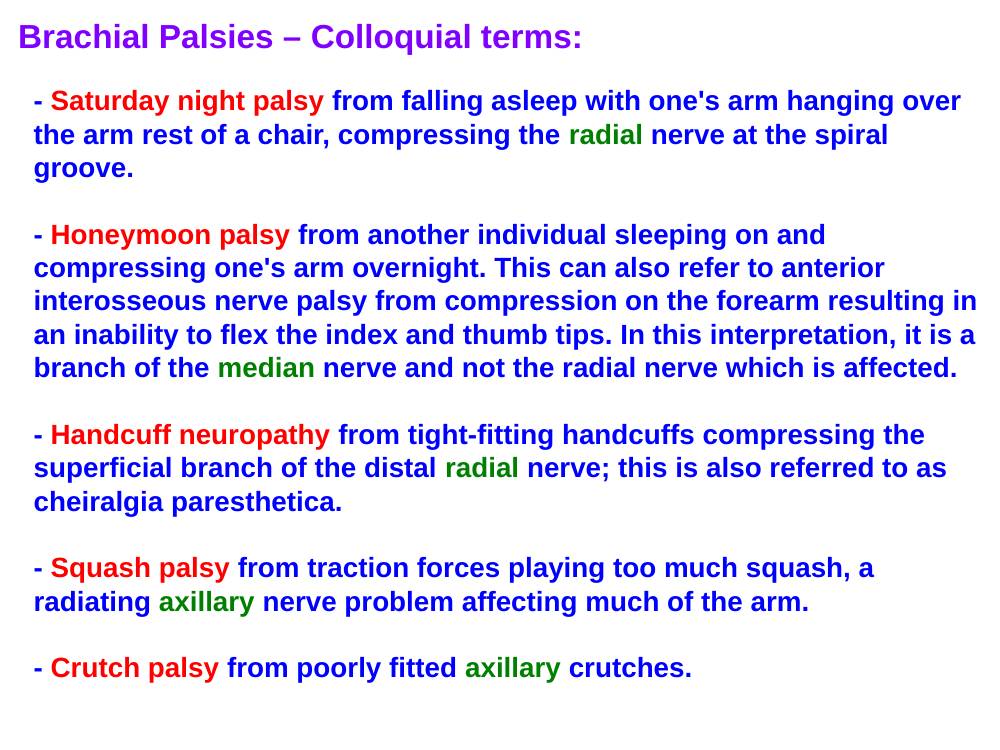 Brachial Palsies – Colloquial terms:
- Saturday night palsy from falling asleep with one's arm hanging over
the arm rest of a chair, compressing the radial nerve at the spiral
groove.
- Honeymoon palsy from another individual sleeping on and
compressing one's arm overnight. This can also refer to anterior
interosseous nerve palsy from compression on the forearm resulting in
an inability to flex the index and thumb tips. In this interpretation, it is a
branch of the median nerve and not the radial nerve which is affected.
- Handcuff neuropathy from tight-fitting handcuffs compressing the
superficial branch of the distal radial nerve; this is also referred to as
cheiralgia paresthetica.
- Squash palsy from traction forces playing too much squash, a
radiating axillary nerve problem affecting much of the arm.
- Crutch palsy from poorly fitted axillary crutches.